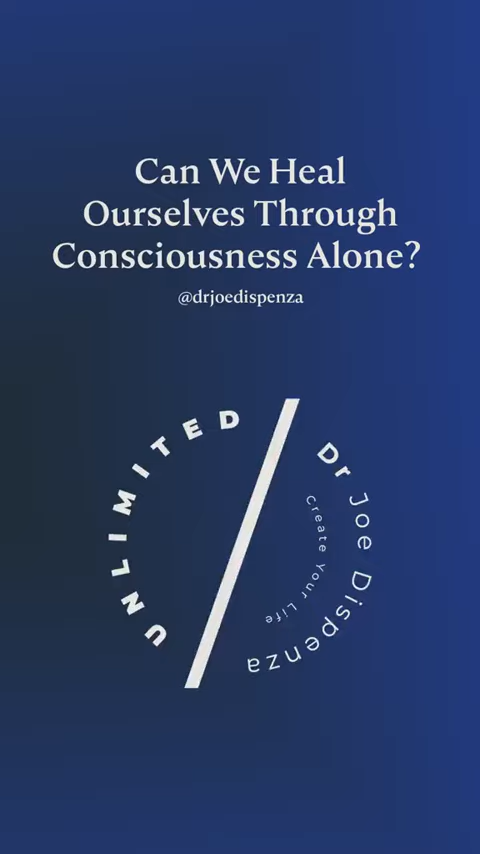 Can We Heal
Ourselves Through
Consciousness Alone?
@drjoedispenza
UNLIMITED
Dr Joe Dispenza
Create Your Life